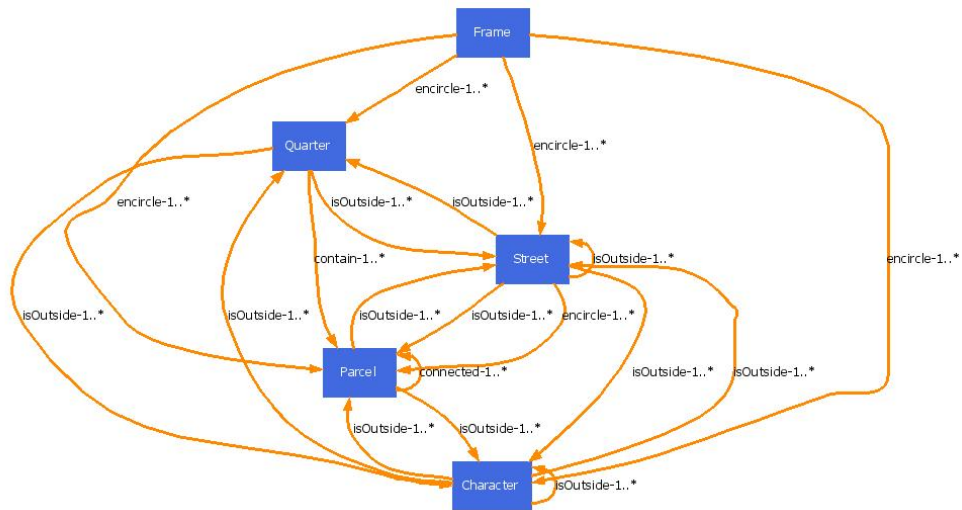 Frame
encircle-1..*
Quarter
encircle-1..*
encircle-1..* isOutside-1..* isOutside-1..*
contain-1..* Street isOutside-1..* encircle-1..*
isOutside-1..* isOutside-1..* isOutside-1..* isOutside-1..* encircle-1..*
Parcel connected-1..* isOutside-1..* isOutside-1..*
isOutside-1..* isOutside-1..*
Character isOutside-1..*